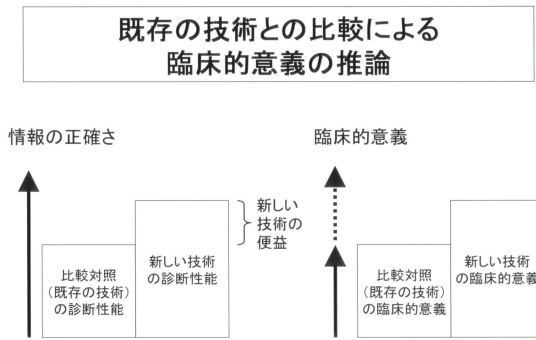 既存の技術との比較による
臨床的意義の推論
情報の正確さ
比較対照
（既存の技術）
の診断性能
新しい技術
の診断性能
新しい
技術の
便益
臨床的意義
比較対照
（既存の技術）
の臨床的意義
新しい技術
の臨床的意義